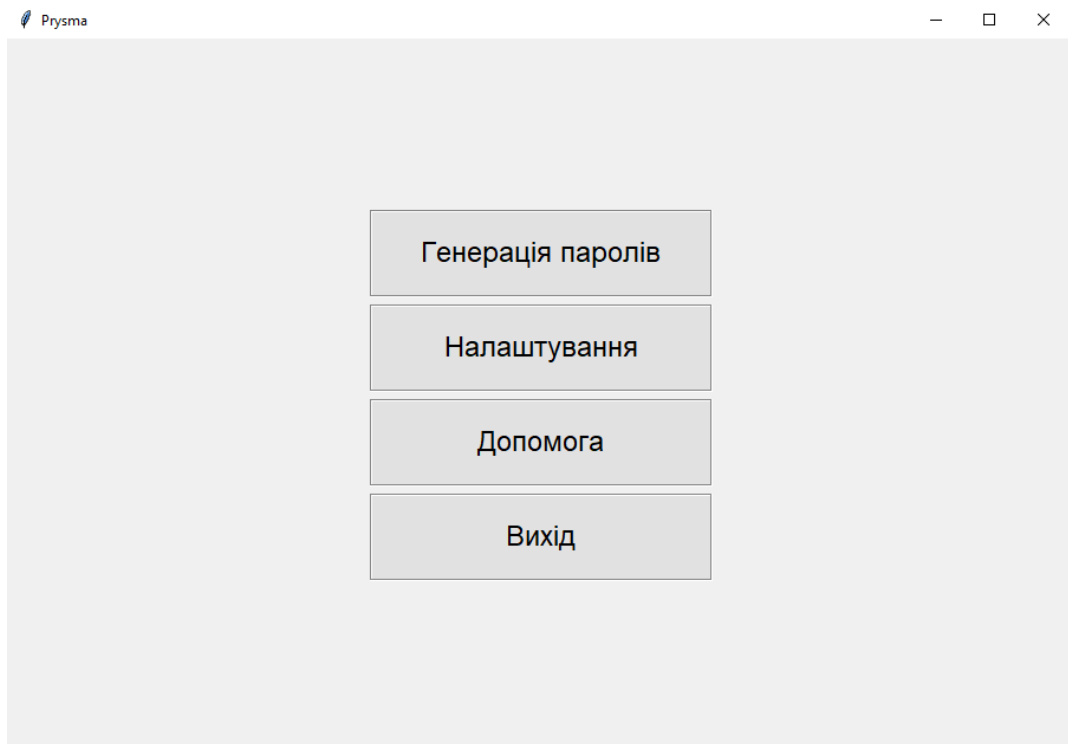 Prysma
Генерація паролів
Налаштування
Допомога
Вихід